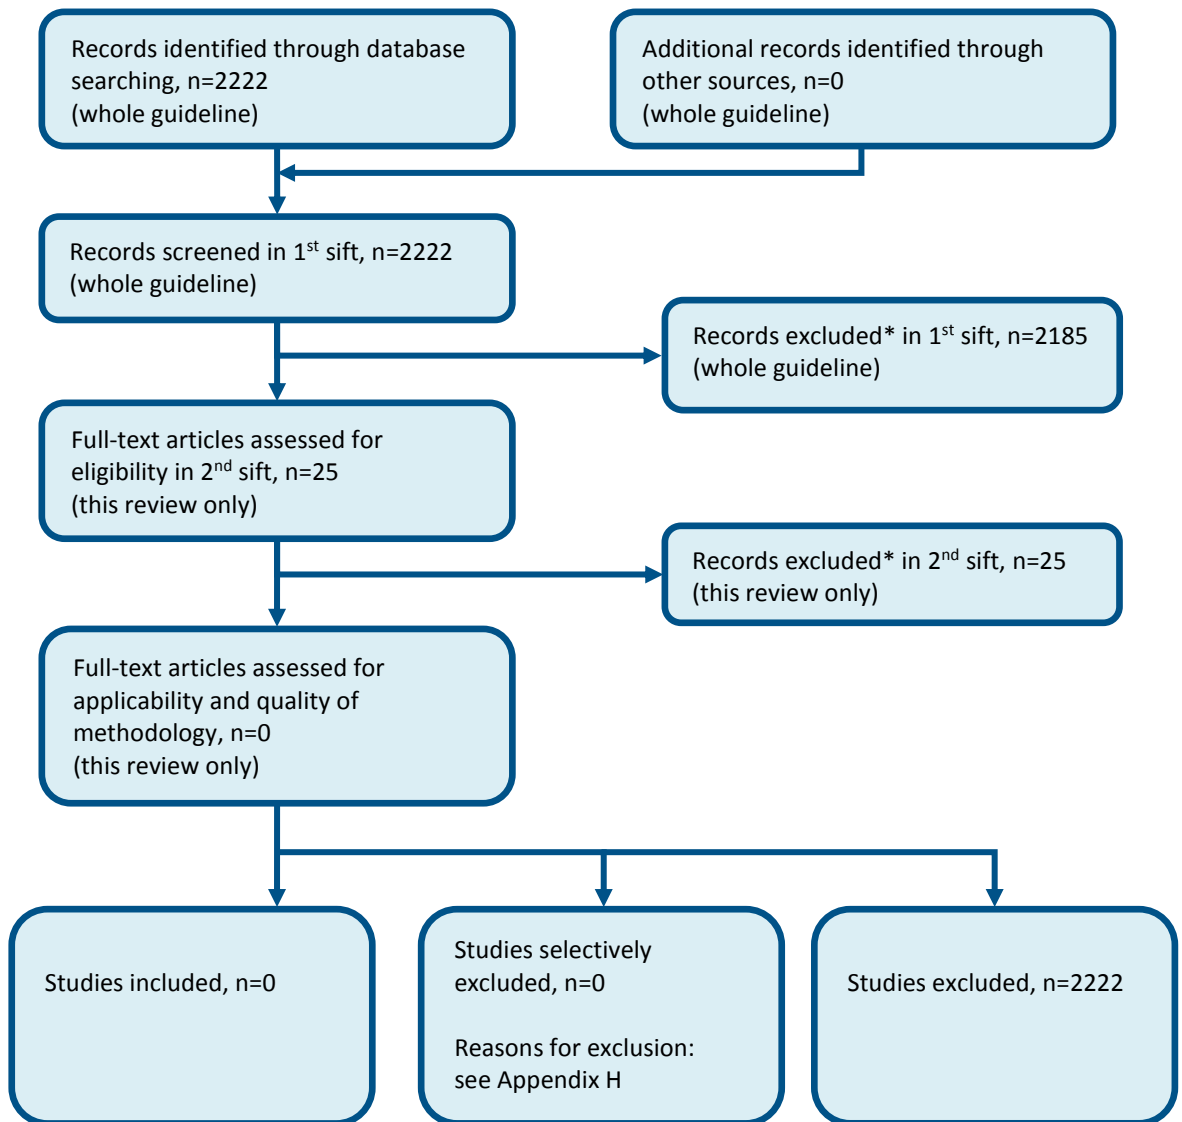 Records identified through database
searching, n=2222
(whole guideline)
Additional records identified through
other sources, n=0
(whole guideline)
Records screened in 1st sift, n=2222
(whole guideline)
Records excluded* in 1st sift, n=2185
(whole guideline)
Full-text articles assessed for
eligibility in 2nd sift, n=25
(this review only)
Records excluded* in 2nd sift, n=25
(this review only)
Full-text articles assessed for
applicability and quality of
methodology, n=0
(this review only)
Studies included, n=0
Studies selectively
excluded, n=0
Reasons for exclusion:
see Appendix H
Studies excluded, n=2222